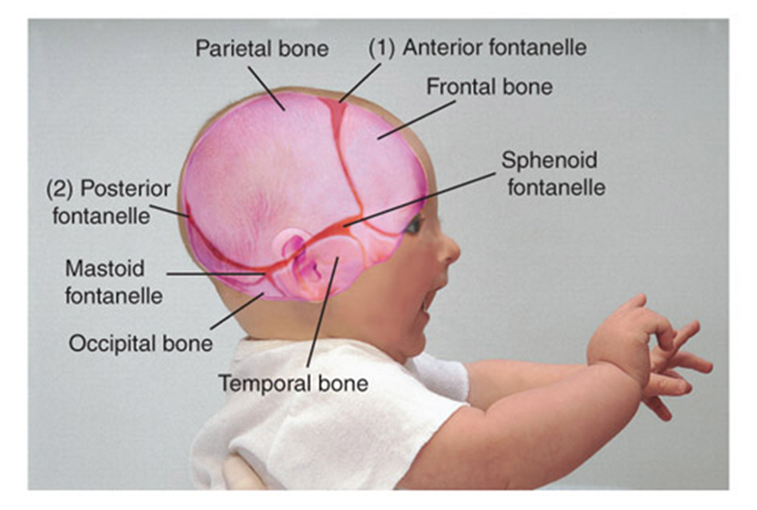 Parietal bone
(1) Anterior fontanelle
Frontal bone
Sphenoid
fontanelle
(2) Posterior
fontanelle
Mastoid
fontanelle
Occipital bone
Temporal bone